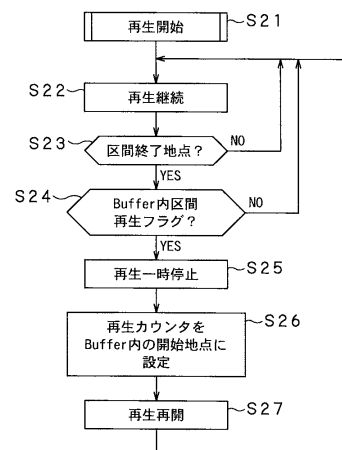 再生開始
S21
S22
再生継続
S23
区間終了地点？
NO
YES
S24
Buffer内区間
再生フラグ？
NO
YES
再生一時停止
S25
再生カウンタを
Buffer内の開始地点に
設定
S26
再生再開
S27